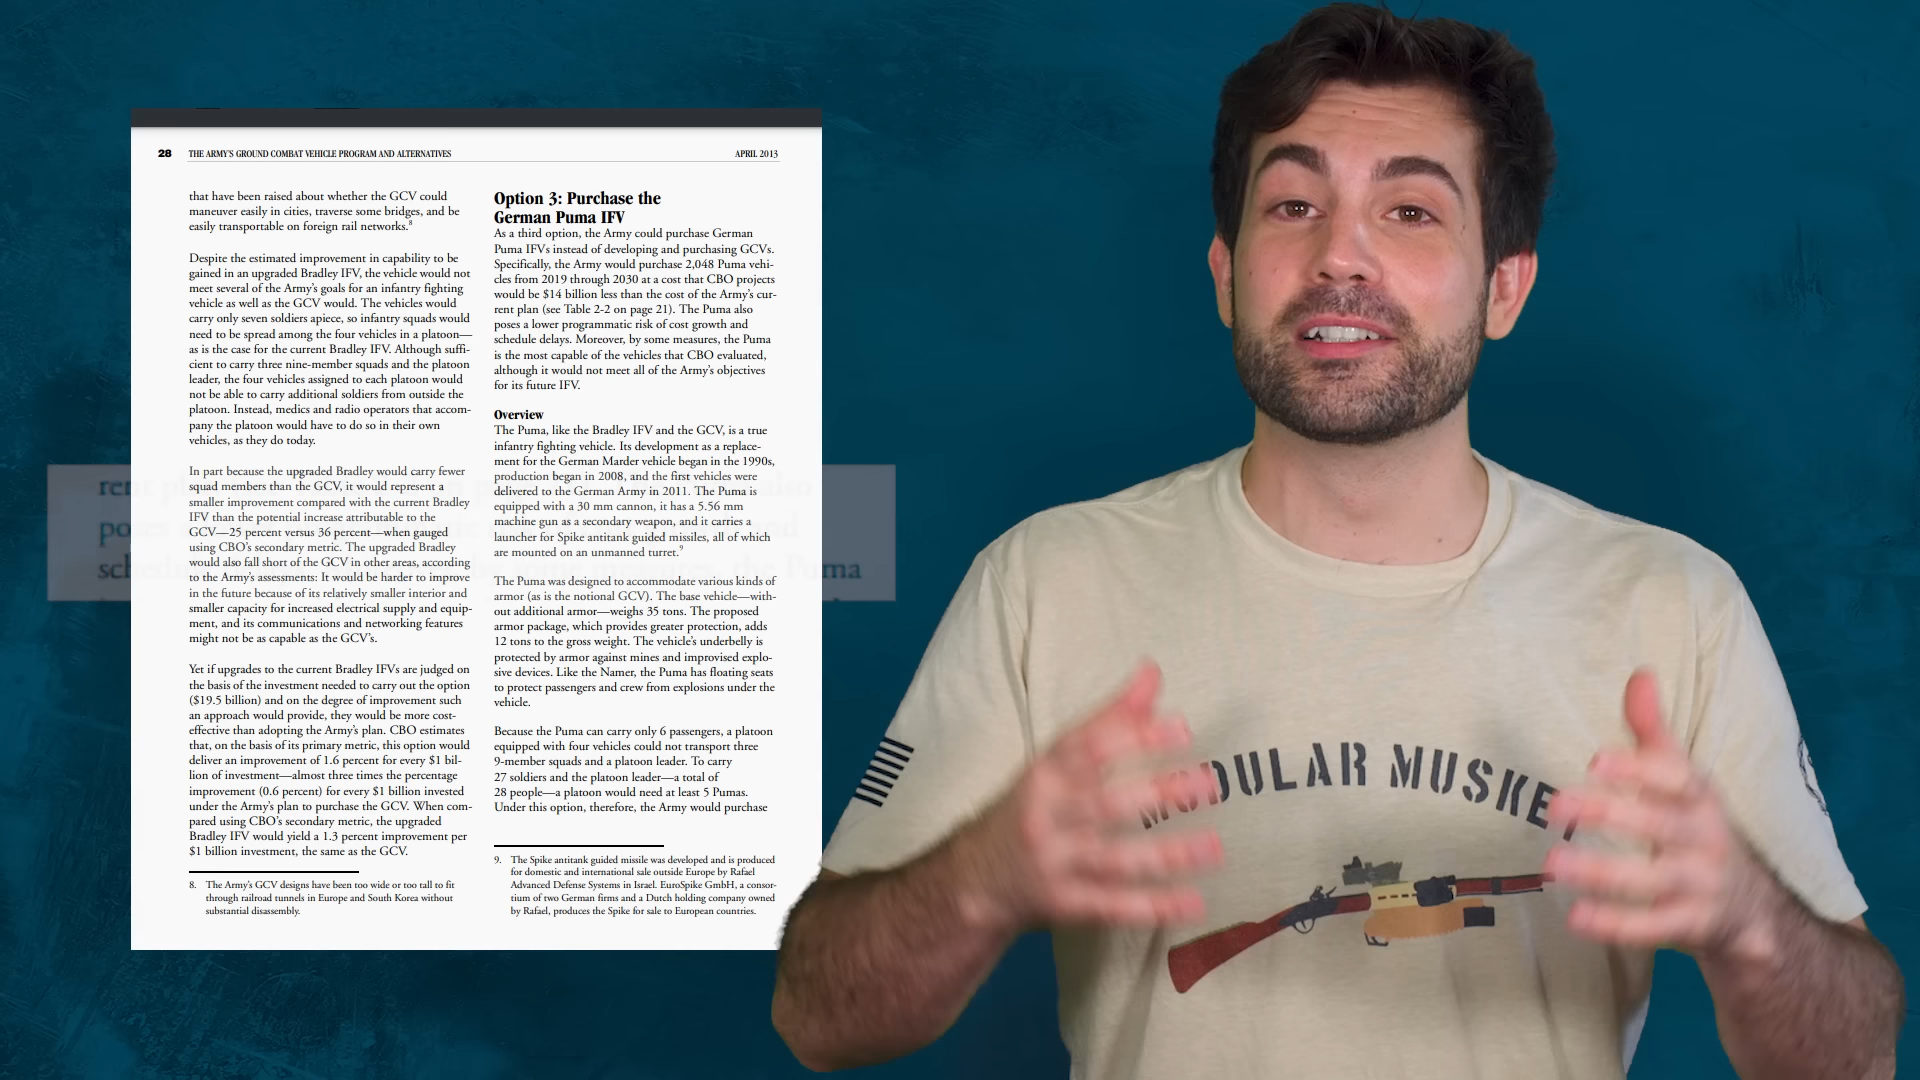 28 THE ARMY'S GROUND COMBAT VEHICLE PROGRAM AND ALTERNATIVES APRIL 2013
that have been raised about whether the GCV could
maneuver easily in cities, traverse some bridges, and be
easily transportable on foreign rail networks.8
Despite the estimated improvement in capability to be
gained in an upgraded Bradley IFV, the vehicle would not
meet several of the Army's goals for an infantry fighting
vehicle as well as the GCV would. The vehicles would
carry only seven soldiers apiece, so infantry squads would
need to be spread among the four vehicles in a platoon—
as is the case for the current Bradley IFV. Although suffi-
cient to carry three nine-member squads and the platoon
leader, the four vehicles assigned to each platoon would
not be able to carry additional soldiers from outside the
platoon. Instead, medics and radio operators that accom-
pany the platoon would have to do so in their own
vehicles, as they do today.
In part because the upgraded Bradley would carry fewer
squad members than the GCV, it would represent a
smaller improvement compared with the current Bradley
IFV than the potential increase attributable to the
GCV—25 percent versus 36 percent—when gauged
using CBO's secondary metric. The upgraded Bradley
would also fall short of the GCV in other areas, according
to the Army's assessments: It would be harder to improve
in the future because of its relatively smaller interior and
smaller capacity for increased electrical supply and equip-
ment, and its communications and networking features
might not be as capable as the GCV's.
Yet if upgrades to the current Bradley IFVs are judged on
the basis of the investment needed to carry out the option
($19.5 billion) and on the degree of improvement such
an approach would provide, they would be more cost-
effective than adopting the Army's plan. CBO estimates
that, on the basis of its primary metric, this option would
deliver an improvement of 1.6 percent for every $1 bil-
lion of investment—almost three times the percentage
improvement (0.6 percent) for every $1 billion invested
under the Army's plan to purchase the GCV. When com-
pared using CBO's secondary metric, the upgraded
Bradley IFV would yield a 1.3 percent improvement per
$1 billion investment, the same as the GCV.
8. The Army's GCV designs have been too wide or too tall to fit
through railroad tunnels in Europe and South Korea without
substantial disassembly.
Option 3: Purchase the
German Puma IFV
As a third option, the Army could purchase German
Puma IFVs instead of developing and purchasing GCVs.
Specifically, the Army would purchase 2,048 Puma vehi-
cles from 2019 through 2030 at a cost that CBO projects
would be $14 billion less than the cost of the Army's cur-
rent plan (see Table 2-2 on page 21). The Puma also
poses a lower programmatic risk of cost growth and
schedule delays. Moreover, by some measures, the Puma
is the most capable of the vehicles that CBO evaluated,
although it would not meet all of the Army's objectives
for its future IFV.
Overview
The Puma, like the Bradley IFV and the GCV, is a true
infantry fighting vehicle. Its development as a replace-
ment for the German Marder vehicle began in the 1990s,
production began in 2008, and the first vehicles were
delivered to the German Army in 2011. The Puma is
equipped with a 30 mm cannon, it has a 5.56 mm
machine gun as a secondary weapon, and it carries a
launcher for Spike antitank guided missiles, all of which
are mounted on an unmanned turret.9
The Puma was designed to accommodate various kinds of
armor (as is the notional GCV). The base vehicle—with-
out additional armor—weighs 35 tons. The proposed
armor package, which provides greater protection, adds
12 tons to the gross weight. The vehicle's underbelly is
protected by armor against mines and improvised explo-
sive devices. Like the Namer, the Puma has floating seats
to protect passengers and crew from explosions under the
vehicle.
Because the Puma can carry only 6 passengers, a platoon
equipped with four vehicles could not transport three
9-member squads and a platoon leader. To carry
27 soldiers and the platoon leader—a total of
28 people—a platoon would need at least 5 Pumas.
Under this option, therefore, the Army would purchase
9. The Spike antitank guided missile was developed and is produced
for domestic and international sale outside Europe by Rafael
Advanced Defense Systems in Israel. EuroSpike GmbH, a consor-
tium of two German firms and a Dutch holding company owned
by Rafael, produces the Spike for sale to European countries.
also
and
by some measures, the Puma
MODULAR MUSKET